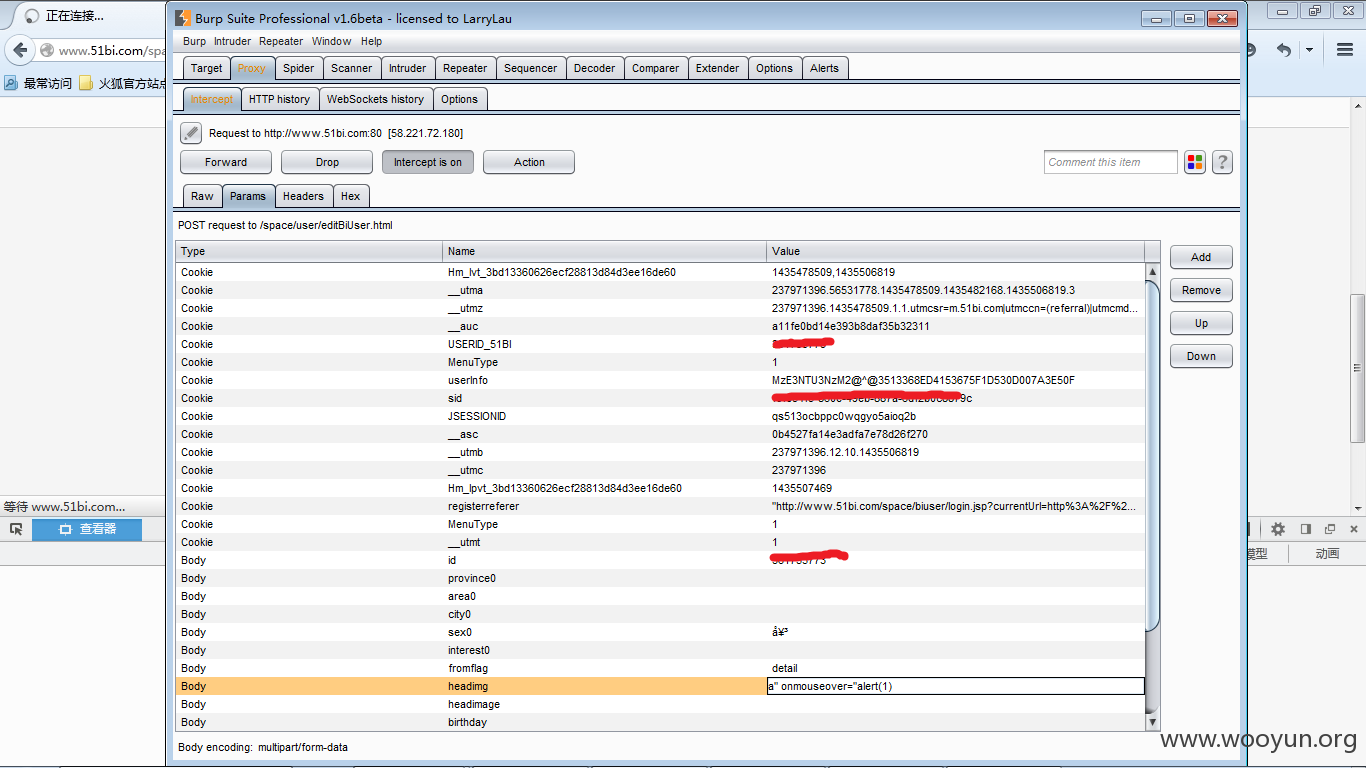 正在连接...
Burp Suite Professional v1.6beta - licensed to LarryLau
www.51bi.com/spa
最常访问 火狐官方站点
Burp Intruder Repeater Window Help
Target Proxy Spider Scanner Intruder Repeater Sequencer Decoder Comparer Extender Options Alerts
Intercept HTTP history WebSockets history Options
Request to http://www.51bi.com:80 [58.221.72.180]
Forward Drop Intercept is on Action Comment this item ?
Raw Params Headers Hex
POST request to /space/user/editBiUser.html
Type Name Value
Cookie Hm_lvt_3bd13360626ecf28813d84d3ee16de60 1435478509,1435506819
Cookie __utma 237971396.56531778.1435478509.1435482168.1435506819.3
Cookie __utmz 237971396.1435478509.1.1.utmcsr=m.51bi.com|utmccn=(referral)|utmcmd...
Cookie __auc a11fe0bd14e393b8daf35b32311
Cookie USERID_51BI
Cookie MenuType 1
Cookie userInfo MzE3NTU3NzM2@^@3513368ED4153675F1D530D007A3E50F
Cookie sid 9c
Cookie JSESSIONID qs513ocbppc0wqgyo5aioq2b
Cookie __asc 0b4527fa14e3adfa7e78d26f270
Cookie __utmb 237971396.12.10.1435506819
Cookie __utmc 237971396
Cookie Hm_lpvt_3bd13360626ecf28813d84d3ee16de60 1435507469
Cookie registerreferer "http://www.51bi.com/space/biuser/login.jsp?currentUrl=http%3A%2F%2...
Cookie MenuType 1
Cookie __utmt 1
Body id
Body province0
Body area0
Body city0
Body sex0 å¥³
Body interest0
Body fromflag detail
Body headimg a" onmouseover="alert(1)
Body headimage
Body birthday
Add
Remove
Up
Down
等待 www.51bi.com...
查看器
模型 动画
Body encoding: multipart/form-data
www.wooyun.org